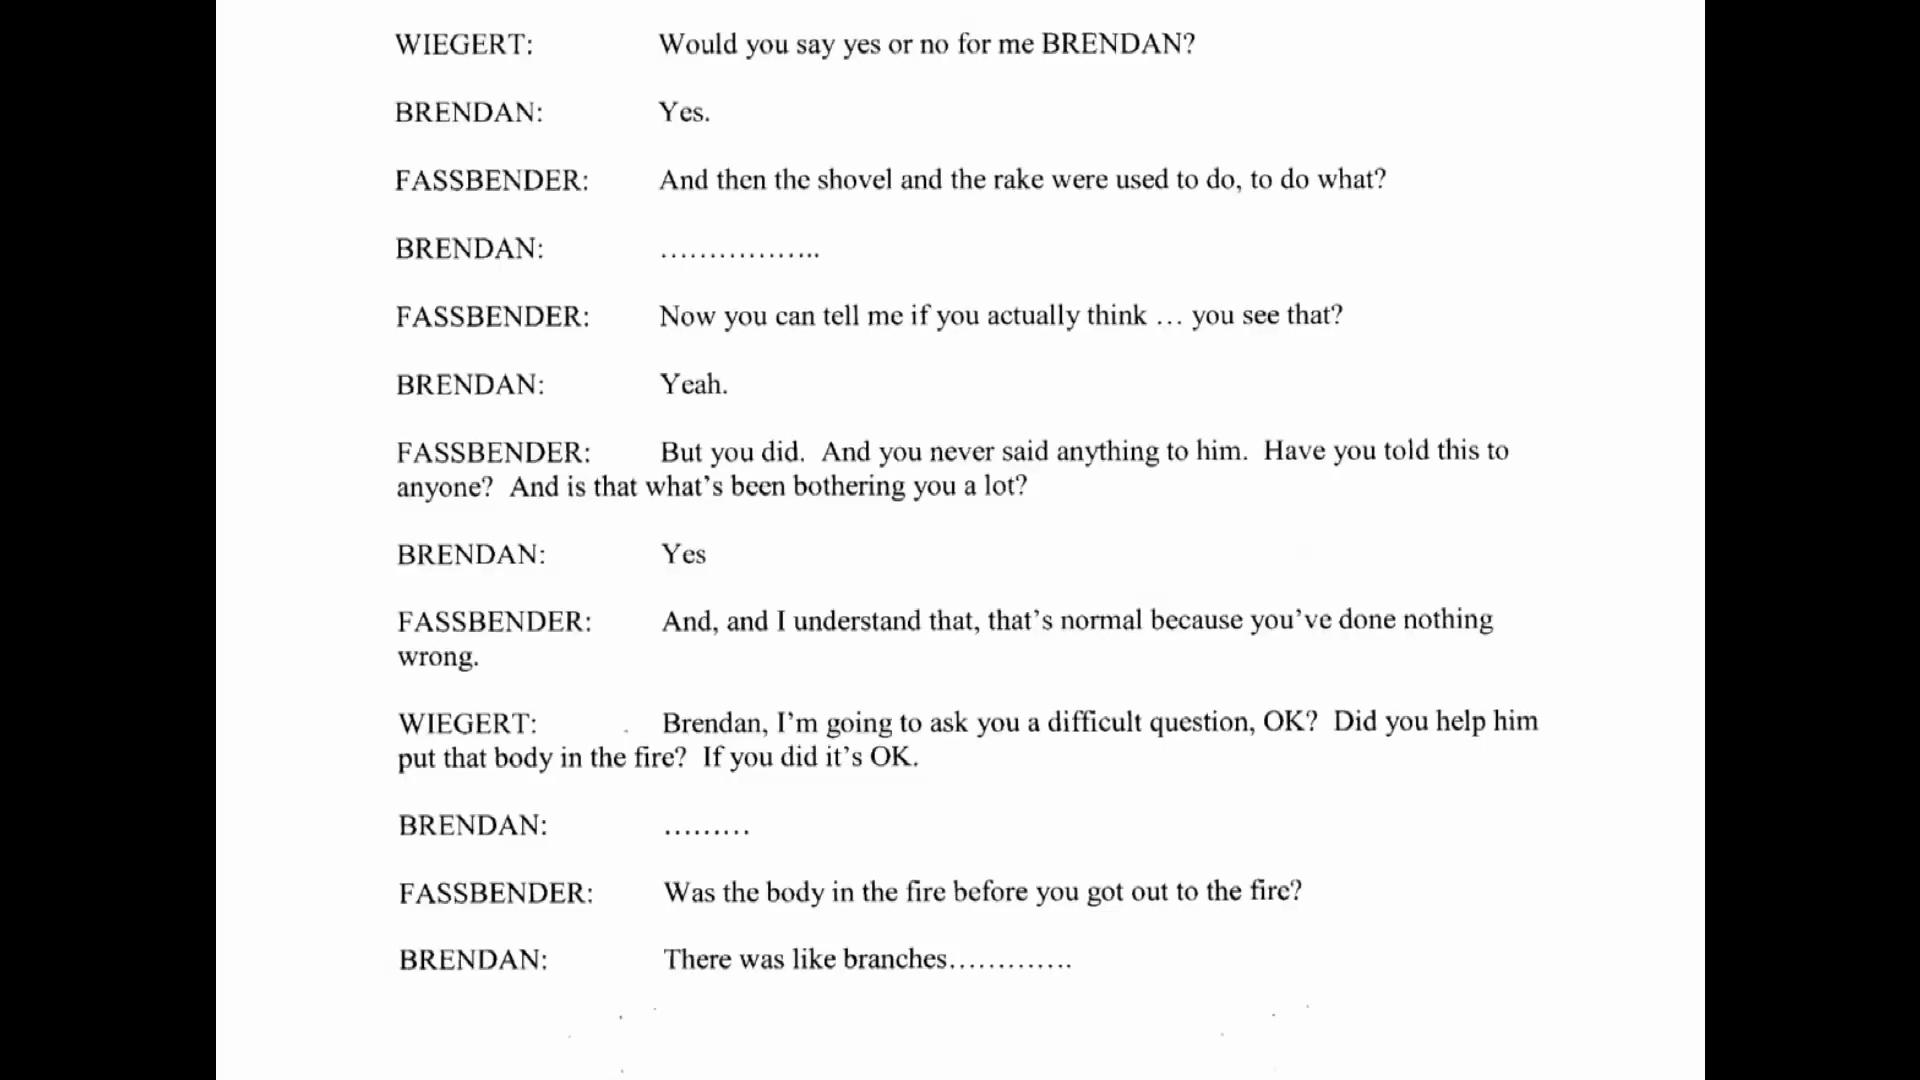 WIEGERT: Would you say yes or no for me BRENDAN?
BRENDAN: Yes.
FASSBENDER: And then the shovel and the rake were used to do, to do what?
BRENDAN: ……………..
FASSBENDER: Now you can tell me if you actually think … you see that?
BRENDAN: Yeah.
FASSBENDER: But you did. And you never said anything to him. Have you told this to
anyone? And is that what's been bothering you a lot?
BRENDAN: Yes
FASSBENDER: And, and I understand that, that's normal because you've done nothing
wrong.
WIEGERT: Brendan, I'm going to ask you a difficult question, OK? Did you help him
put that body in the fire? If you did it's OK.
BRENDAN: ………
FASSBENDER: Was the body in the fire before you got out to the fire?
BRENDAN: There was like branches………….